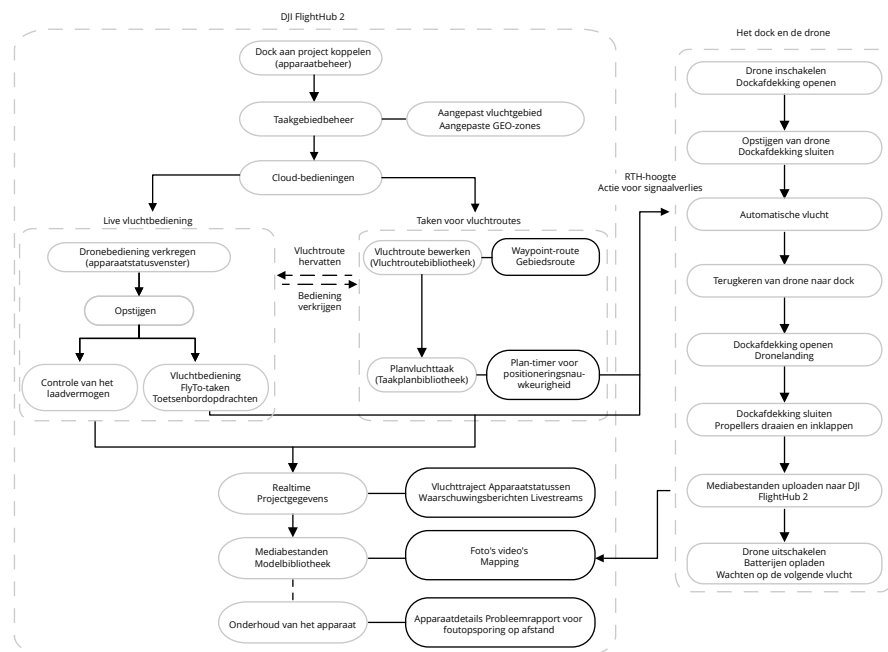 DJI FlightHub 2
Dock aan project koppelen
(apparaatbeheer)
Taakgebiedbeheer
Aangepast vluchtgebied
Aangepaste GEO-zones
Cloud-bedieningen
Live vluchtbediening
Dronebediening verkregen
(apparaatstatusvenster)
Opstijgen
Controle van het
laadvermogen
Vluchtbediening
FlyTo-taken
Toetsenbordopdrachten
Vluchtroute
hervatten
Bediening
verkrijgen
Taken voor vluchtroutes
Vluchtroute bewerken
(Vluchtroutebibliotheek)
Waypoint-route
Gebiedsroute
Planvluchttaak
(Taakplanbibliotheek)
Plan-timer voor
positioneringsnau-
wkeurigheid
Realtime
Projectgegevens
Vluchttraject Apparaatstatussen
Waarschuwingsberichten Livestreams
Mediabestanden
Modelbibliotheek
Foto's video's
Mapping
Onderhoud van het apparaat
Apparaatdetails Probleemrapport voor
foutopsporing op afstand
RTH-hoogte
Actie voor signaalverlies
Het dock en de drone
Drone inschakelen
Dockafdekking openen
Opstijgen van drone
Dockafdekking sluiten
Automatische vlucht
Terugkeren van drone naar dock
Dockafdekking openen
Dronelanding
Dockafdekking sluiten
Propellers draaien en inklappen
Mediabestanden uploaden naar DJI
FlightHub 2
Drone uitschakelen
Batterijen opladen
Wachten op de volgende vlucht